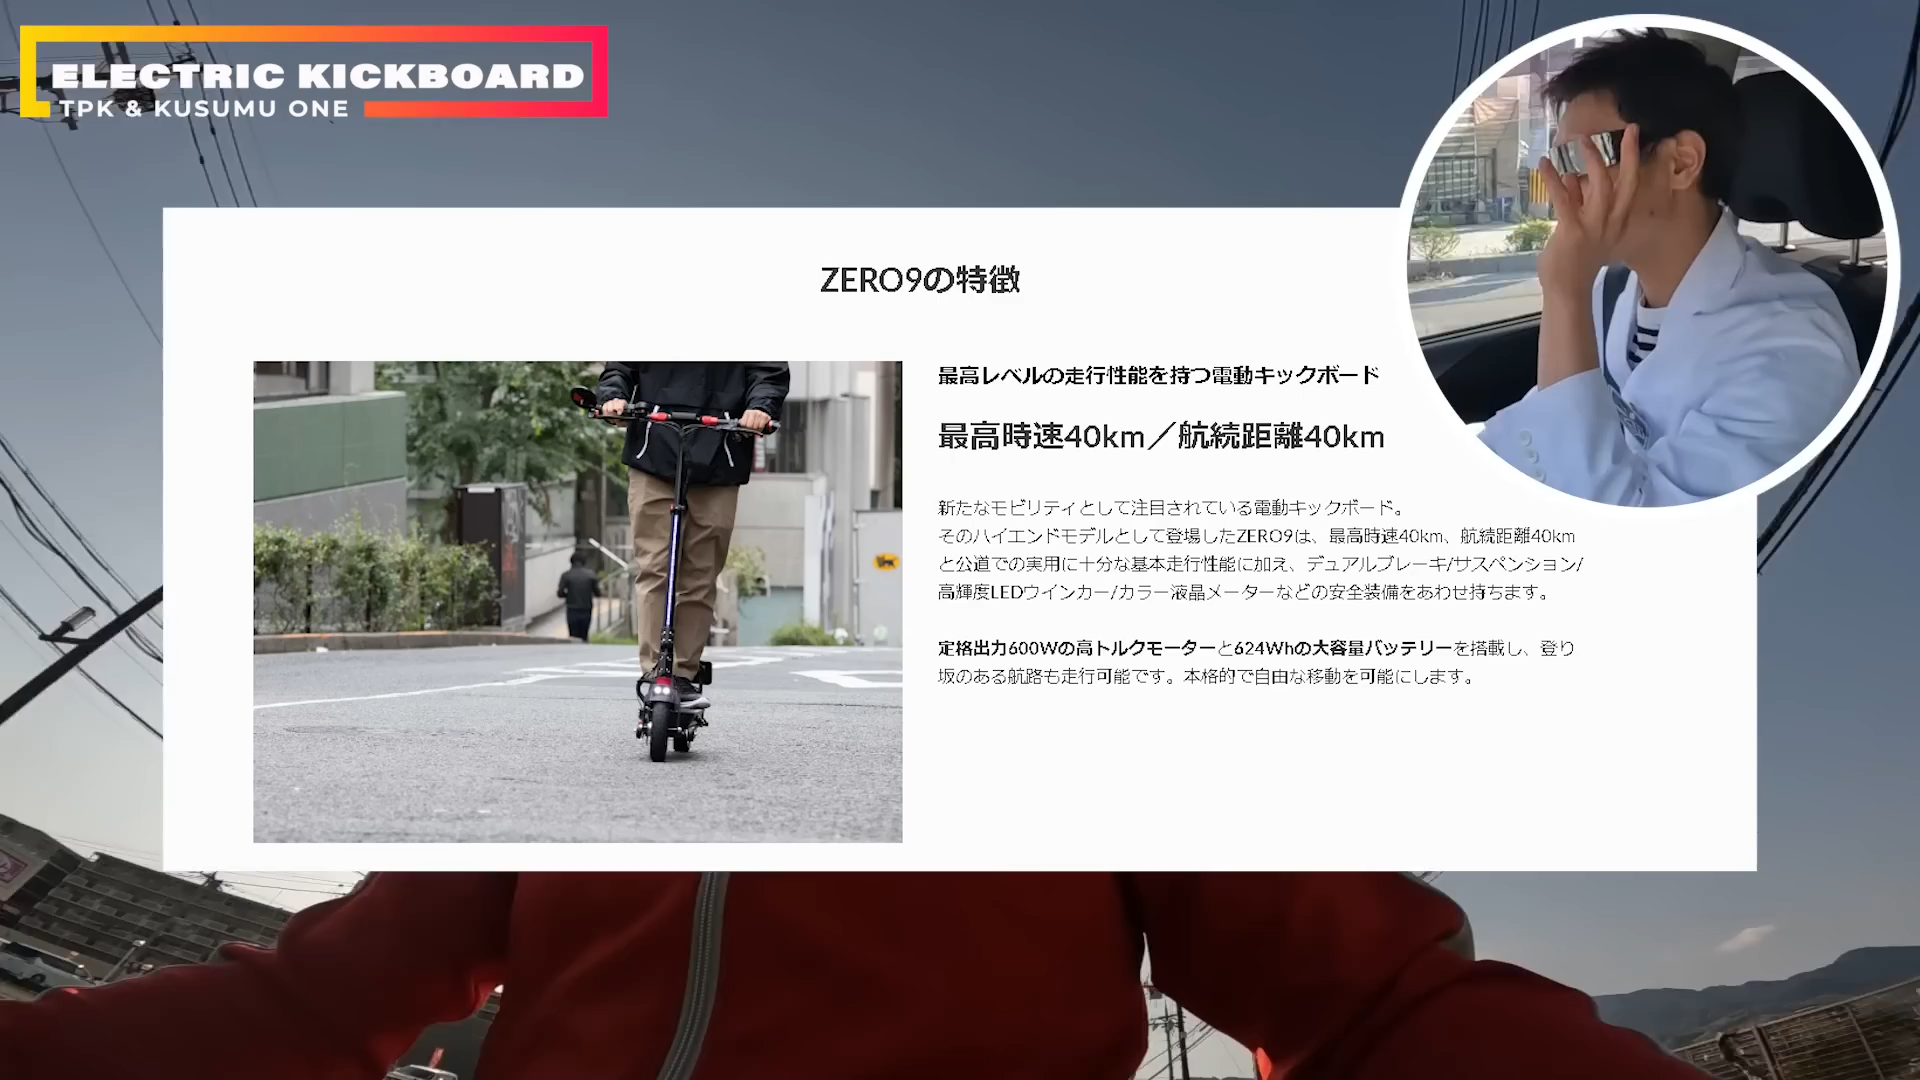 ELECTRIC KICKBOARD
TPK & KUSUMU ONE
ZERO9の特徴
最高レベルの走行性能を持つ電動キックボード
最高時速40km／航続距離40km
新たなモビリティとして注目されている電動キックボード。
そのハイエンドモデルとして登場したZERO9は、最高時速40km、航続距離40km
と公道での実用に十分な基本走行性能に加え、デュアルブレーキ/サスペンション/
高輝度LEDウインカー/カラー液晶メーターなどの安全装備をあわせ持ちます。
定格出力600Wの高トルクモーターと624Whの大容量バッテリーを搭載し、登り
坂のある航路も走行可能です。本格的で自由な移動を可能にします。